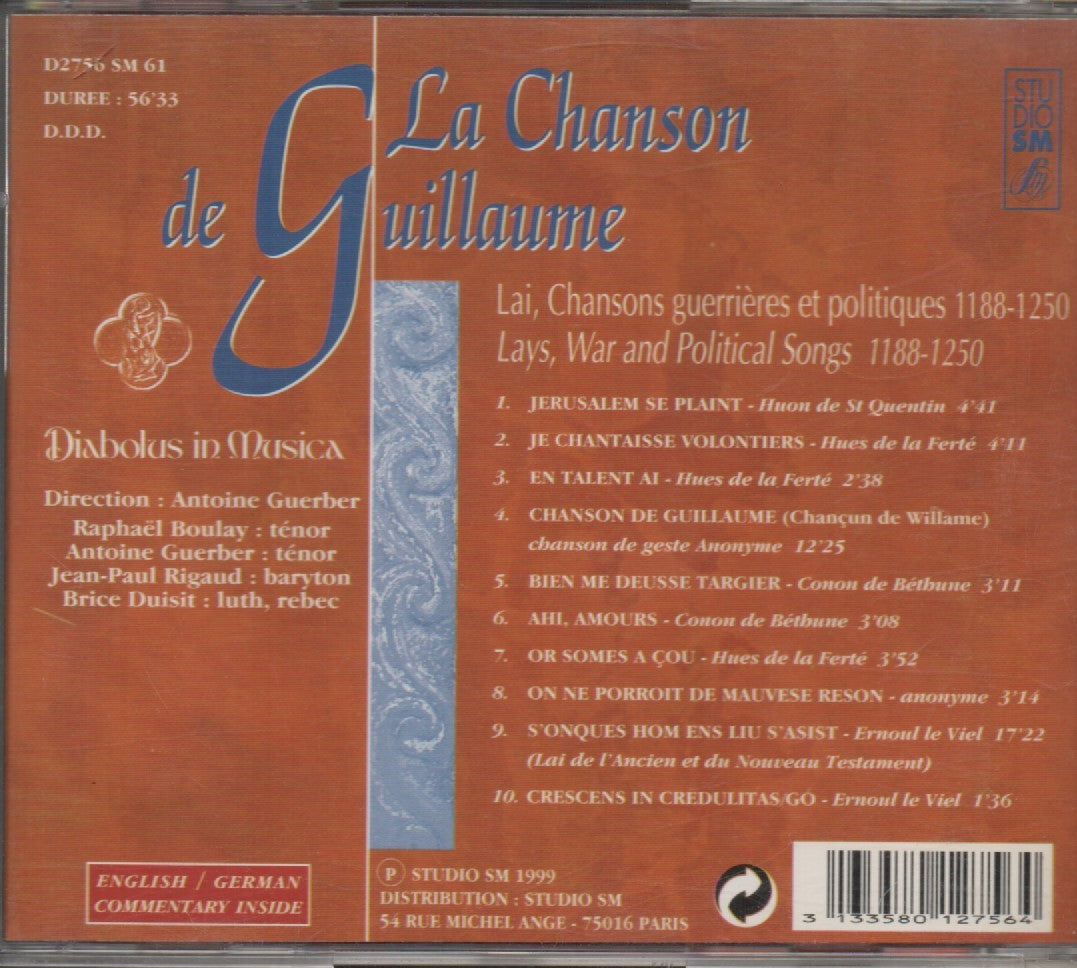 D2756 SM 61
DUREE : 56'33
D.D.D.
La Chanson
de Guillaume
STU
DIO
SM
Lai, Chansons guerrières et politiques 1188-1250
Lays, War and Political Songs 1188-1250
Diabolus in Musica
Direction : Antoine Guerber
Raphaël Boulay : ténor
Antoine Guerber : ténor
Jean-Paul Rigaud : baryton
Brice Duisit : luth, rebec
1. JERUSALEM SE PLAINT - Huon de St Quentin 4'41
2. JE CHANTAISSE VOLONTIERS - Hues de la Ferté 4'11
3. EN TALENT AI - Hues de la Ferté 2'38
4. CHANSON DE GUILLAUME (Chançun de Willame)
chanson de geste Anonyme 12'25
5. BIEN ME DEUSSE TARGIER - Conon de Béthune 3'11
6. AHI, AMOURS - Conon de Béthune 3'08
7. OR SOMES A ÇOU - Hues de la Ferté 3'52
8. ON NE PORROIT DE MAUVESE RESON - anonyme 3'14
9. S'ONQUES HOM ENS LIU S'ASIST - Ernoul le Viel 17'22
(Lai de l'Ancien et du Nouveau Testament)
10. CRESCENS IN CREDULITAS/GO - Ernoul le Viel 1'36
ENGLISH / GERMAN
COMMENTARY INSIDE
Ⓟ STUDIO SM 1999
DISTRIBUTION : STUDIO SM
54 RUE MICHEL ANGE - 75016 PARIS
3 133580 127564